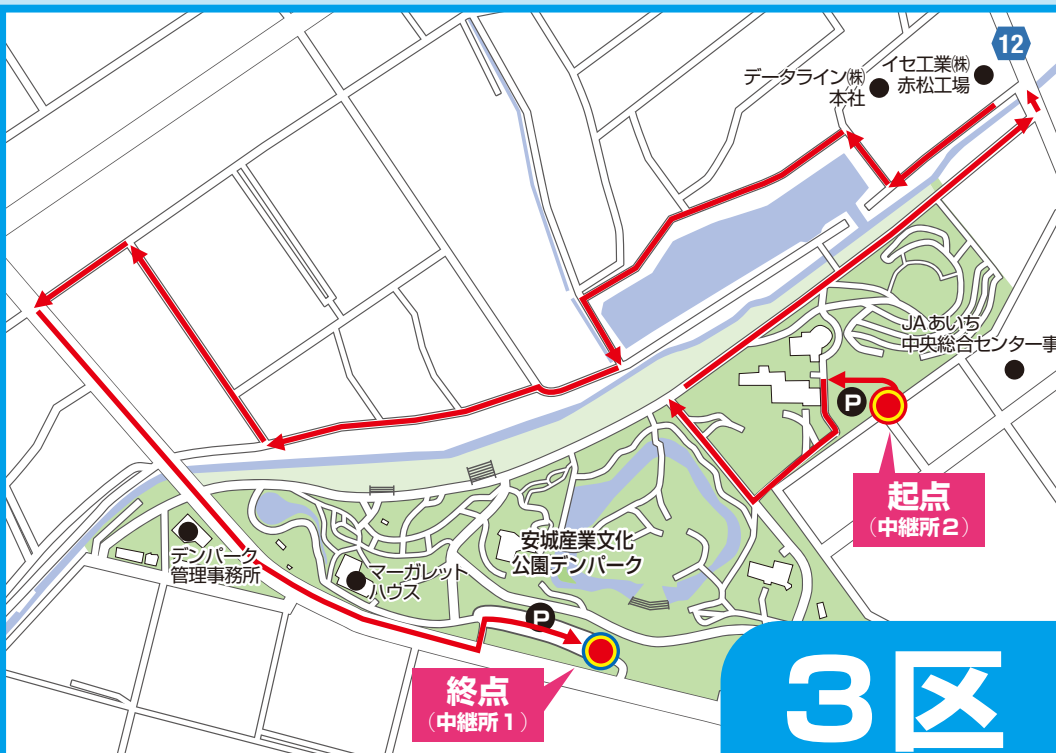 12
イセ工業㈱
赤松工場
データライン㈱
本社
JAあいち
中央総合センター事
P
起点
(中継所2)
安城産業文化
公園デンパーク
デンパーク
管理事務所
マーガレット
ハウス
P
終点
(中継所1)
3区